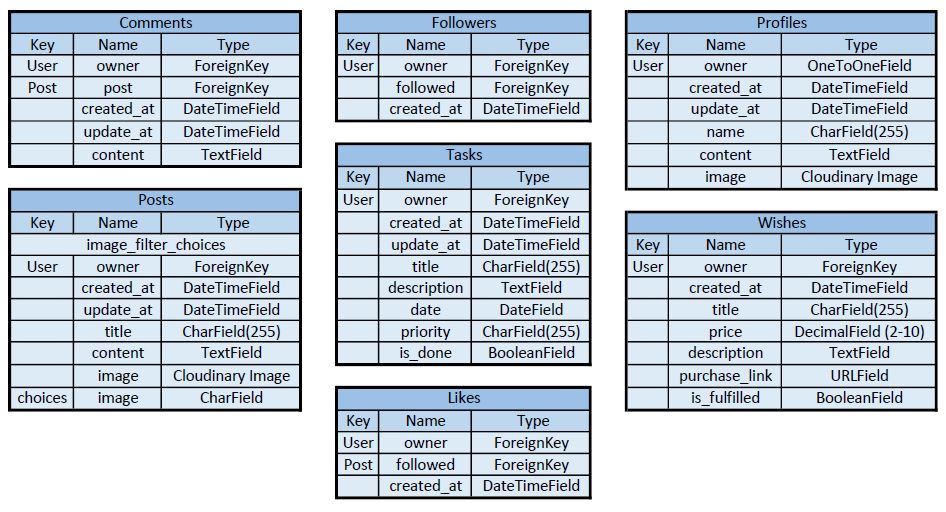 Comments
Key Name Type
User owner ForeignKey
Post post ForeignKey
created_at DateTimeField
update_at DateTimeField
content TextField
Posts
Key Name Type
image_filter_choices
User owner ForeignKey
created_at DateTimeField
update_at DateTimeField
title CharField(255)
content TextField
image Cloudinary Image
choices image CharField
Followers
Key Name Type
User owner ForeignKey
followed ForeignKey
created_at DateTimeField
Tasks
Key Name Type
User owner ForeignKey
created_at DateTimeField
update_at DateTimeField
title CharField(255)
description TextField
date DateField
priority CharField(255)
is_done BooleanField
Likes
Key Name Type
User owner ForeignKey
Post followed ForeignKey
created_at DateTimeField
Profiles
Key Name Type
User owner OneToOneField
created_at DateTimeField
update_at DateTimeField
name CharField(255)
content TextField
image Cloudinary Image
Wishes
Key Name Type
User owner ForeignKey
created_at DateTimeField
title CharField(255)
price DecimalField (2-10)
description TextField
purchase_link URLField
is_fulfilled BooleanField